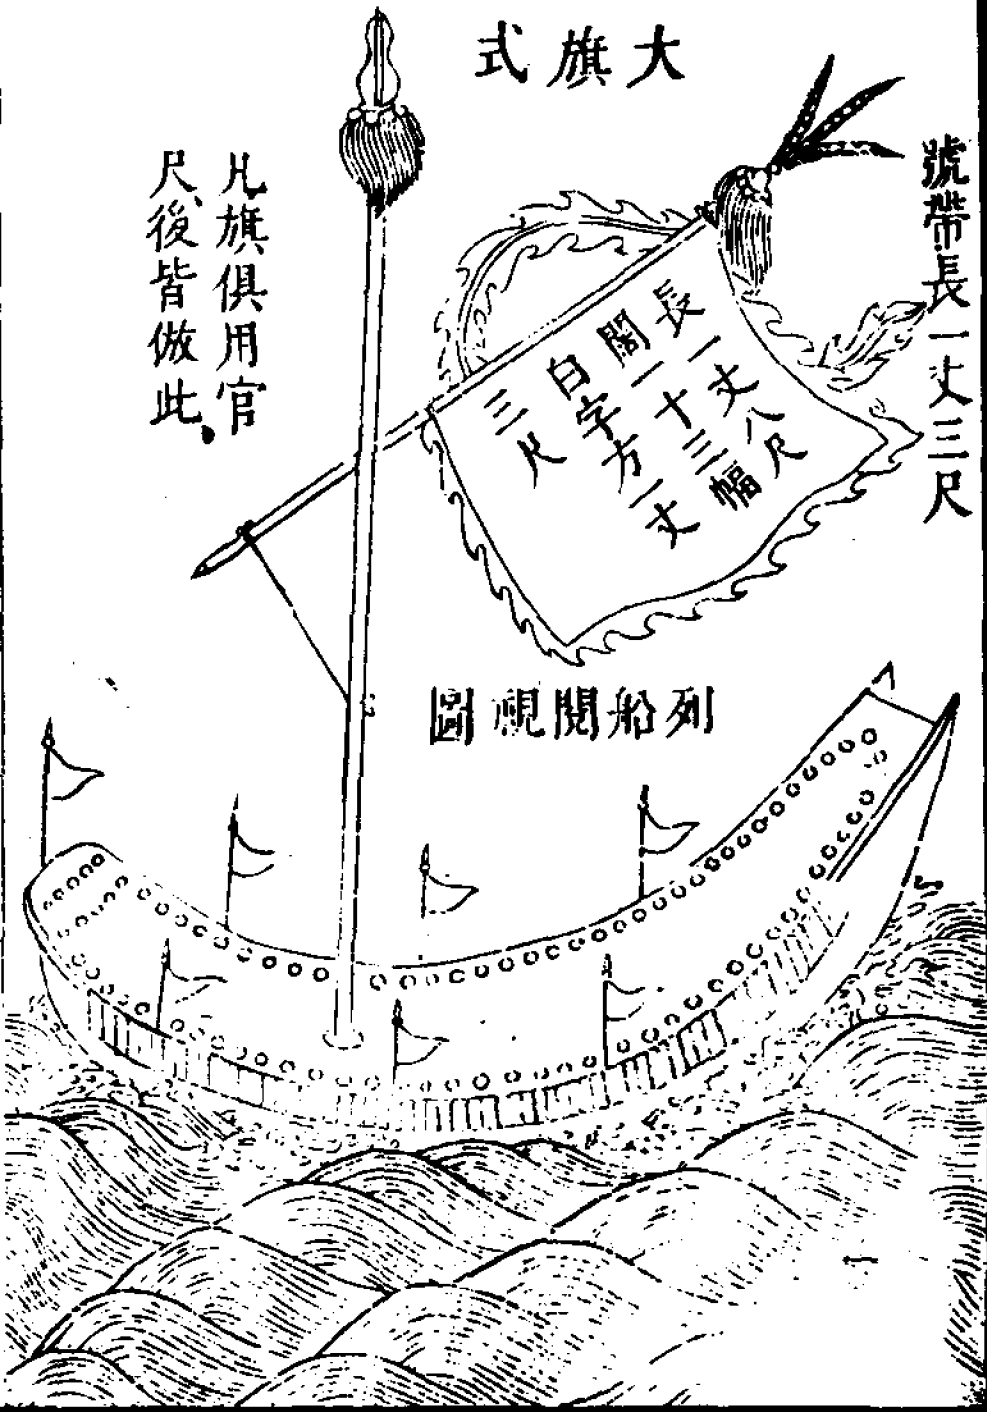 大旗式
號帶長一丈三尺
長一丈八尺
闊一十三幅
白字方一丈
三尺
凡旗俱用官
尺、後皆倣此。
列船閱視圖